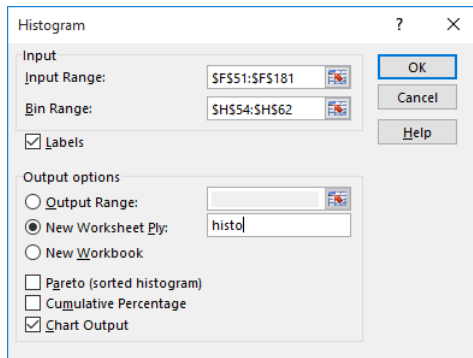 Histogram ? ×
Input
Input Range: $F$51:$F$181
OK
Bin Range: $H$54:$H$62
Cancel
Labels
Help
Output options
Output Range:
New Worksheet Ply: histo
New Workbook
Pareto (sorted histogram)
Cumulative Percentage
Chart Output